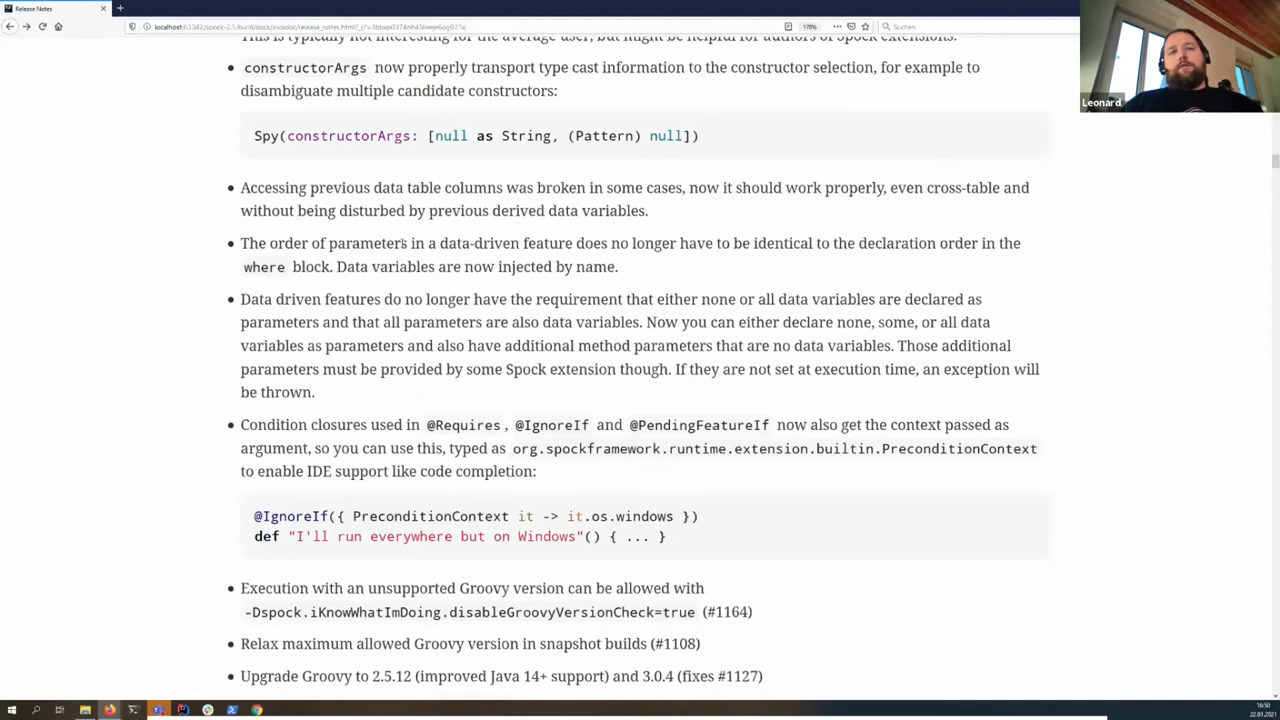 Release Notes
Suchen
170%
This is typically not interesting for the average user, but might be helpful for authors of Spock extensions.
constructorArgs now properly transport type cast information to the constructor selection, for example to
disambiguate multiple candidate constructors:
Spy(constructorArgs: [null as String, (Pattern) null])
Accessing previous data table columns was broken in some cases, now it should work properly, even cross-table and
without being disturbed by previous derived data variables.
The order of parameters in a data-driven feature does no longer have to be identical to the declaration order in the
where block. Data variables are now injected by name.
Data driven features do no longer have the requirement that either none or all data variables are declared as
parameters and that all parameters are also data variables. Now you can either declare none, some, or all data
variables as parameters and also have additional method parameters that are no data variables. Those additional
parameters must be provided by some Spock extension though. If they are not set at execution time, an exception will
be thrown.
Condition closures used in @Requires , @IgnoreIf and @PendingFeatureIf now also get the context passed as
argument, so you can use this, typed as org.spockframework.runtime.extension.builtin.PreconditionContext
to enable IDE support like code completion:
@IgnoreIf({ PreconditionContext it -> it.os.windows })
def "I'll run everywhere but on Windows"() { ... }
Execution with an unsupported Groovy version can be allowed with
-Dspock.iKnowWhatImDoing.disableGroovyVersionCheck=true (#1164)
Relax maximum allowed Groovy version in snapshot builds (#1108)
Upgrade Groovy to 2.5.12 (improved Java 14+ support) and 3.0.4 (fixes #1127)
Leonard
16:50
22.01.2021